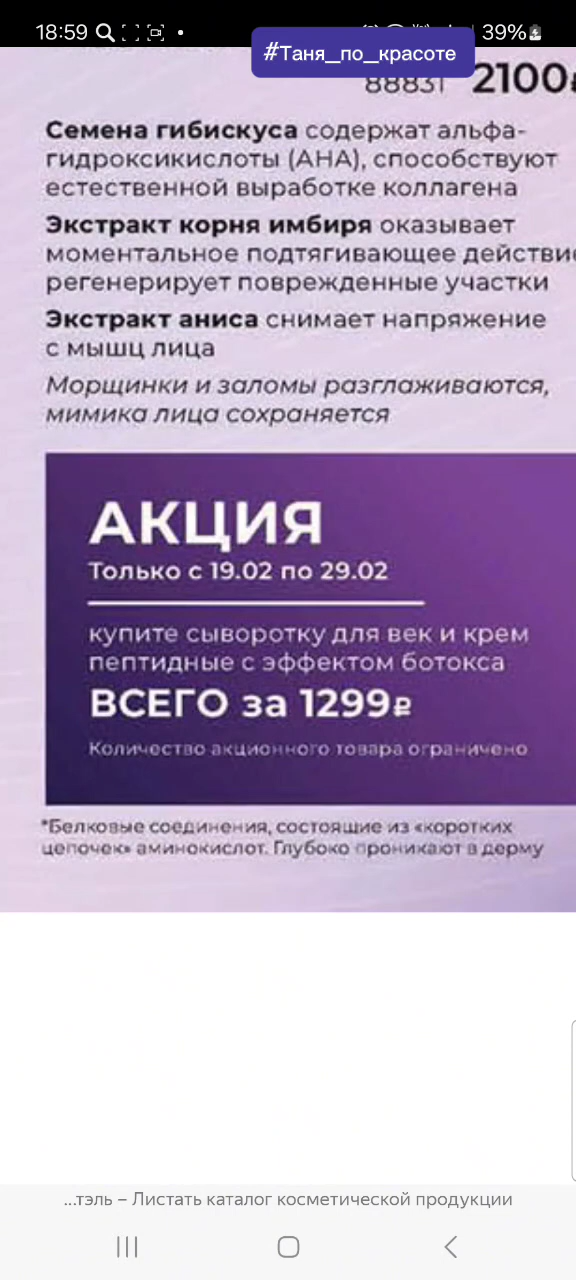 18:59
39%
#Таня_по_красоте
88831 2100₽
Семена гибискуса содержат альфа-
гидроксикислоты (АНА), способствуют
естественной выработке коллагена
Экстракт корня имбиря оказывает
моментальное подтягивающее действие
регенерирует поврежденные участки
Экстракт аниса снимает напряжение
с мышц лица
Морщинки и заломы разглаживаются,
мимика лица сохраняется
АКЦИЯ
Только с 19.02 по 29.02
купите сыворотку для век и крем
пептидные с эффектом ботокса
ВСЕГО за 1299₽
Количество акционного товара ограничено
*Белковые соединения, состоящие из «коротких
цепочек» аминокислот. Глубоко проникают в дерму
...тэль – Листать каталог косметической продукции